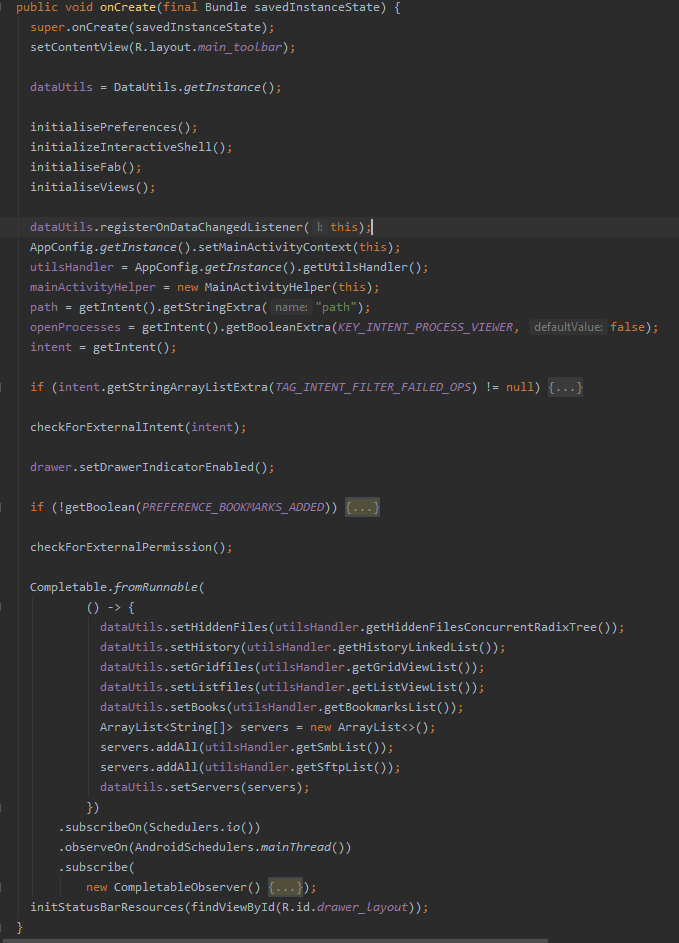 public void onCreate(final Bundle savedInstanceState) {
super.onCreate(savedInstanceState);
setContentView(R.layout.main_toolbar);
dataUtils = DataUtils.getInstance();
initialisePreferences();
initializeInteractiveShell();
initialiseFab();
initialiseViews();
dataUtils.registerOnDataChangedListener( l: this);
AppConfig.getInstance().setMainActivityContext(this);
utilsHandler = AppConfig.getInstance().getUtilsHandler();
mainActivityHelper = new MainActivityHelper(this);
path = getIntent().getStringExtra( name: "path");
openProcesses = getIntent().getBooleanExtra(KEY_INTENT_PROCESS_VIEWER, defaultValue: false);
intent = getIntent();
if (intent.getStringArrayListExtra(TAG_INTENT_FILTER_FAILED_OPS) != null) {...}
checkForExternalIntent(intent);
drawer.setDrawerIndicatorEnabled();
if (!getBoolean(PREFERENCE_BOOKMARKS_ADDED)) {...}
checkForExternalPermission();
Completable.fromRunnable(
() -> {
dataUtils.setHiddenFiles(utilsHandler.getHiddenFilesConcurrentRadixTree());
dataUtils.setHistory(utilsHandler.getHistoryLinkedList());
dataUtils.setGridfiles(utilsHandler.getGridViewList());
dataUtils.setListfiles(utilsHandler.getListViewList());
dataUtils.setBooks(utilsHandler.getBookmarksList());
ArrayList<String[]> servers = new ArrayList<>();
servers.addAll(utilsHandler.getSmbList());
servers.addAll(utilsHandler.getSftpList());
dataUtils.setServers(servers);
})
.subscribeOn(Schedulers.io())
.observeOn(AndroidSchedulers.mainThread())
.subscribe(
new CompletableObserver() {...});
initStatusBarResources(findViewById(R.id.drawer_layout));
}